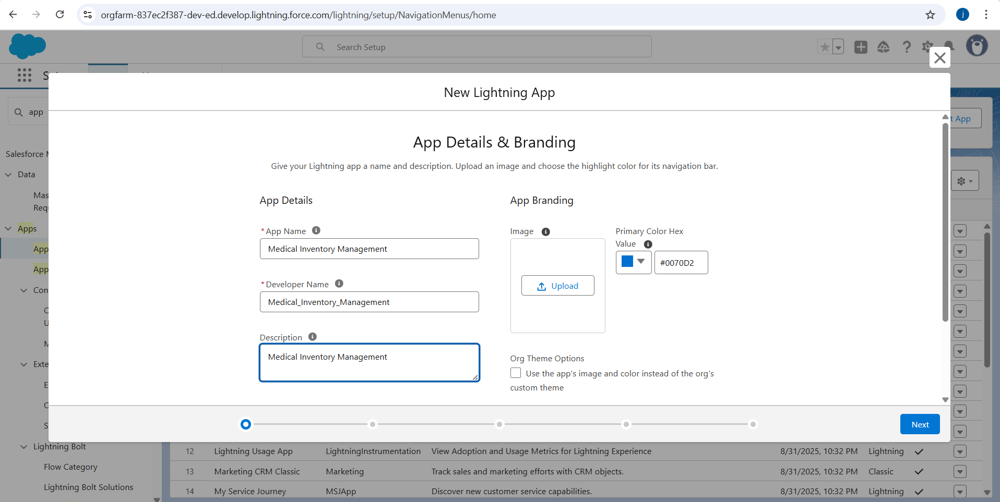 orgfarm-837ec2f387-dev-ed.develop.lightning.force.com/lightning/setup/NavigationMenus/home
j
Search Setup
New Lightning App
app
t App
App Details & Branding
Give your Lightning app a name and description. Upload an image and choose the highlight color for its navigation bar.
Salesforce
Data
Apps
App
App
App Details
App Branding
*App Name
Medical Inventory Management
Image
Primary Color Hex
Value
#0070D2
Upload
*Developer Name
Medical_Inventory_Management
Description
Medical Inventory Management
Org Theme Options
Use the app's image and color instead of the org's
custom theme
Next
Lightning Bolt
Flow Category
Lightning Bolt Solutions
12 Lightning Usage App LightningInstrumentation View Adoption and Usage Metrics for Lightning Experience 8/31/2025, 10:32 PM Lightning
13 Marketing CRM Classic Marketing Track sales and marketing efforts with CRM objects. 8/31/2025, 10:32 PM Classic
14 My Service Journey MSJApp Discover new customer service capabilities. 8/31/2025, 10:32 PM Lightning